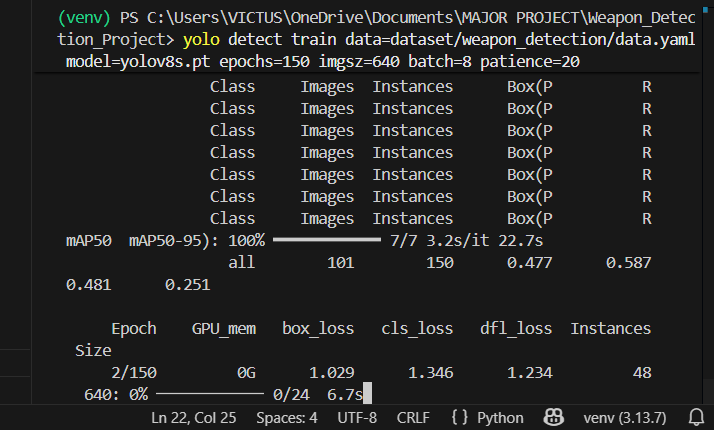 (venv) PS C:\Users\VICTUS\OneDrive\Documents\MAJOR PROJECT\Weapon_Detec
tion_Project> yolo detect train data=dataset/weapon_detection/data.yaml
model=yolov8s.pt epochs=150 imgsz=640 batch=8 patience=20
Class Images Instances Box(P R
Class Images Instances Box(P R
Class Images Instances Box(P R
Class Images Instances Box(P R
Class Images Instances Box(P R
Class Images Instances Box(P R
Class Images Instances Box(P R
mAP50 mAP50-95): 100% ━━━━━━━━━━━━ 7/7 3.2s/it 22.7s
all 101 150 0.477 0.587
0.481 0.251
Epoch GPU_mem box_loss cls_loss dfl_loss Instances
Size
2/150 0G 1.029 1.346 1.234 48
640: 0% ──────────── 0/24 6.7s
Ln 22, Col 25 Spaces: 4 UTF-8 CRLF { } Python venv (3.13.7)